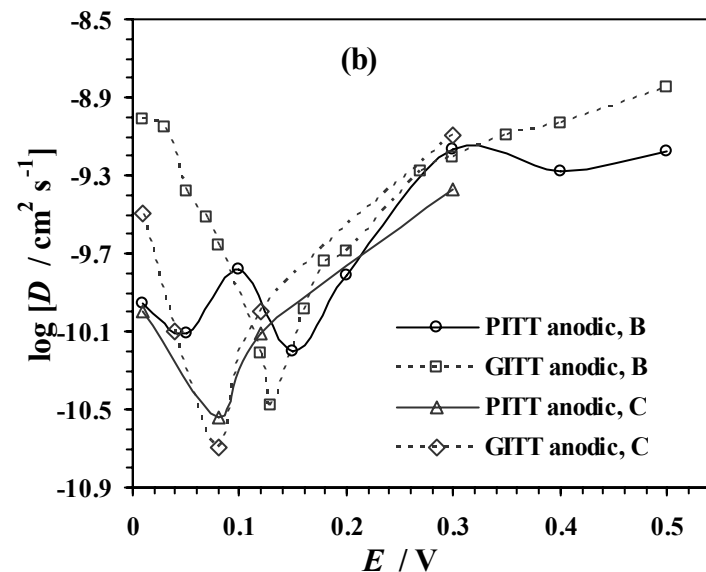 -8.5
(b)
-8.9
-9.3
-9.7
-10.1
-10.5
-10.9
log [D / cm² s⁻¹]
PITT anodic, B
GITT anodic, B
PITT anodic, C
GITT anodic, C
0 0.1 0.2 0.3 0.4 0.5
E / V